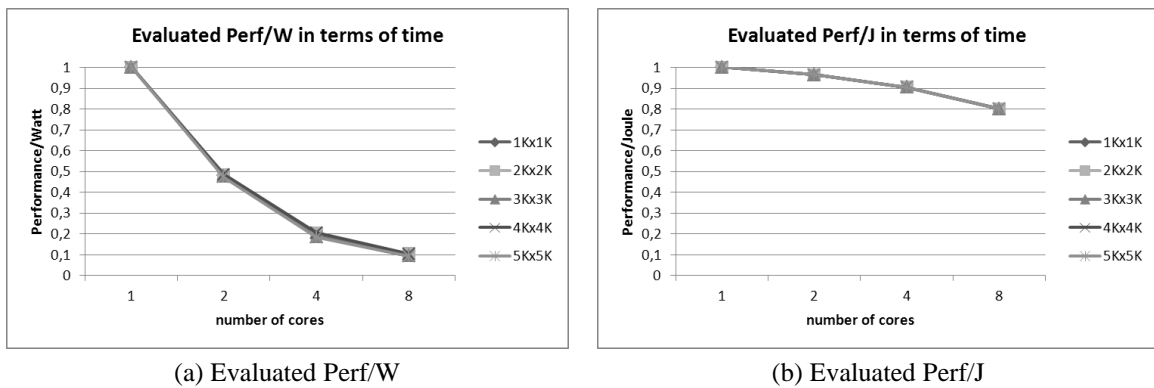 Evaluated Perf/W in terms of time
1
0,9
0,8
0,7
0,6
0,5
0,4
0,3
0,2
0,1
0
Performance/Watt
1 2 4 8
number of cores
1Kx1K
2Kx2K
3Kx3K
4Kx4K
5Kx5K
(a) Evaluated Perf/W
Evaluated Perf/J in terms of time
1
0,9
0,8
0,7
0,6
0,5
0,4
0,3
0,2
0,1
0
Performance/Joule
1 2 4 8
number of cores
1Kx1K
2Kx2K
3Kx3K
4Kx4K
5Kx5K
(b) Evaluated Perf/J